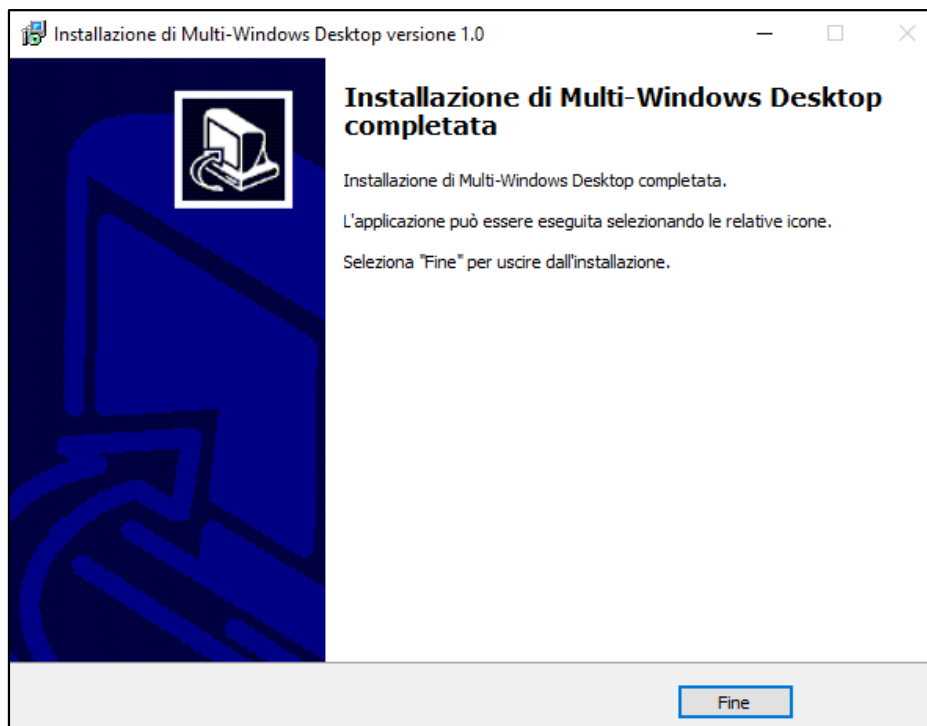 Installazione di Multi-Windows Desktop versione 1.0
Installazione di Multi-Windows Desktop
completata
Installazione di Multi-Windows Desktop completata.
L'applicazione può essere eseguita selezionando le relative icone.
Seleziona "Fine" per uscire dall'installazione.
Fine